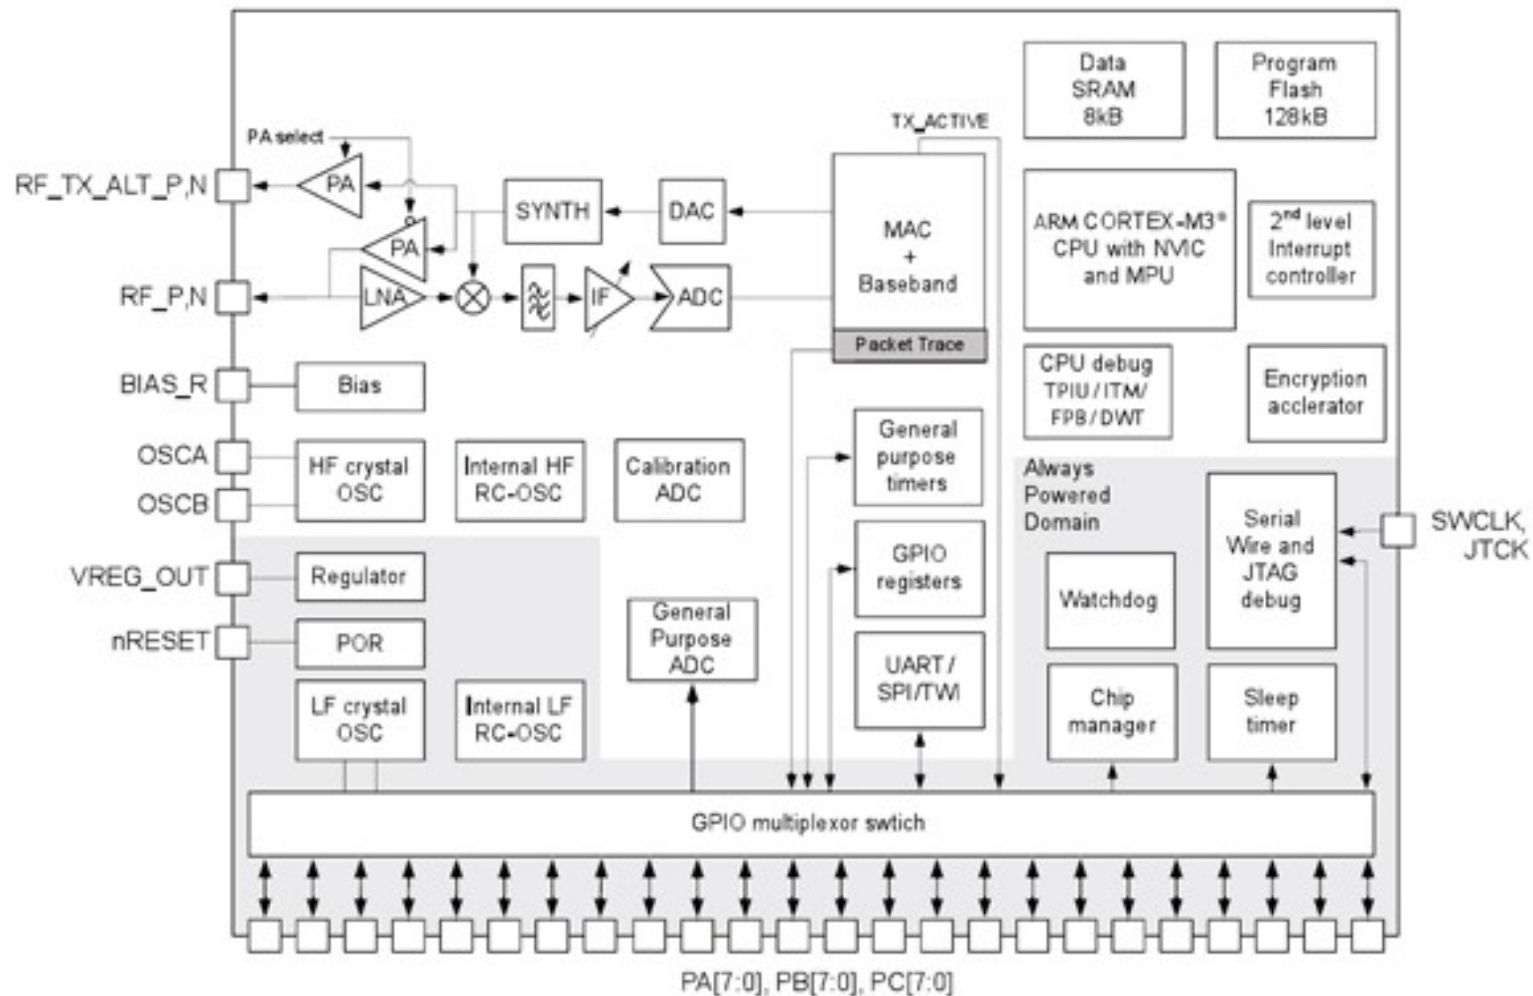 Data
SRAM
8kB
Program
Flash
128kB
TX_ACTIVE
PA select
RF_TX_ALT_P,N
PA
SYNTH
DAC
MAC
+
Baseband
ARM CORTEX-M3®
CPU with NVIC
and MPU
2nd level
Interrupt
controller
PA
RF_P,N
LNA
IF
ADC
Packet Trace
BIAS_R
Bias
CPU debug
TPIU/ITM/
FPB/DWT
Encryption
acclerator
General
purpose
timers
OSCA
OSCB
HF crystal
OSC
Internal HF
RC-OSC
Calibration
ADC
Always
Powered
Domain
Serial
Wire and
JTAG
debug
SWCLK,
JTCK
VREG_OUT
Regulator
GPIO
registers
Watchdog
nRESET
POR
General
Purpose
ADC
UART/
SPI/TWI
LF crystal
OSC
Internal LF
RC-OSC
Chip
manager
Sleep
timer
GPIO multiplexor swtich
PA[7:0], PB[7:0], PC[7:0]